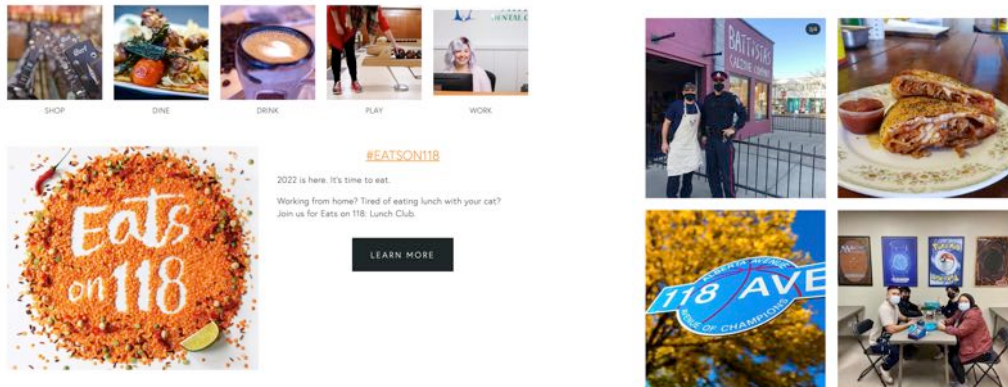 DENTAL C
SHOP
DINE
DRINK
PLAY
WORK
Eats
on 118
#EATSON118
2022 is here. It's time to eat.
Working from home? Tired of eating lunch with your cat?
Join us for Eats on 118: Lunch Club.
LEARN MORE
BATTISTA'S
CALZONE COMPANY
ALBERTA AVENUE
118 AVE
AVENUE OF CHAMPIONS